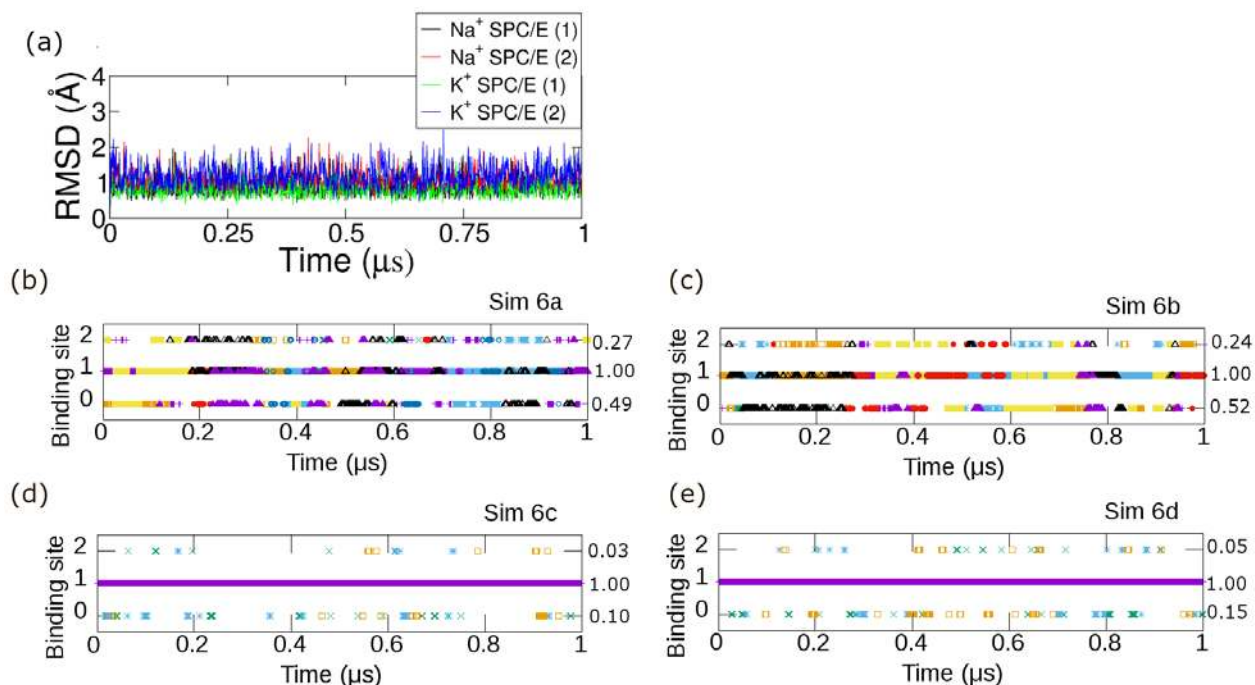 (a)
Na⁺ SPC/E (1)
Na⁺ SPC/E (2)
K⁺ SPC/E (1)
K⁺ SPC/E (2)
RMSD (Å)
4
3
2
1
0
0 0.25 0.5 0.75 1
Time (μs)
(b)
Sim 6a
Binding site
2 0.27
1 1.00
0 0.49
0 0.2 0.4 0.6 0.8 1
Time (μs)
(c)
Sim 6b
Binding site
2 0.24
1 1.00
0 0.52
0 0.2 0.4 0.6 0.8 1
Time (μs)
(d)
Sim 6c
Binding site
2 0.03
1 1.00
0 0.10
0 0.2 0.4 0.6 0.8 1
Time (μs)
(e)
Sim 6d
Binding site
2 0.05
1 1.00
0 0.15
0 0.2 0.4 0.6 0.8 1
Time (μs)